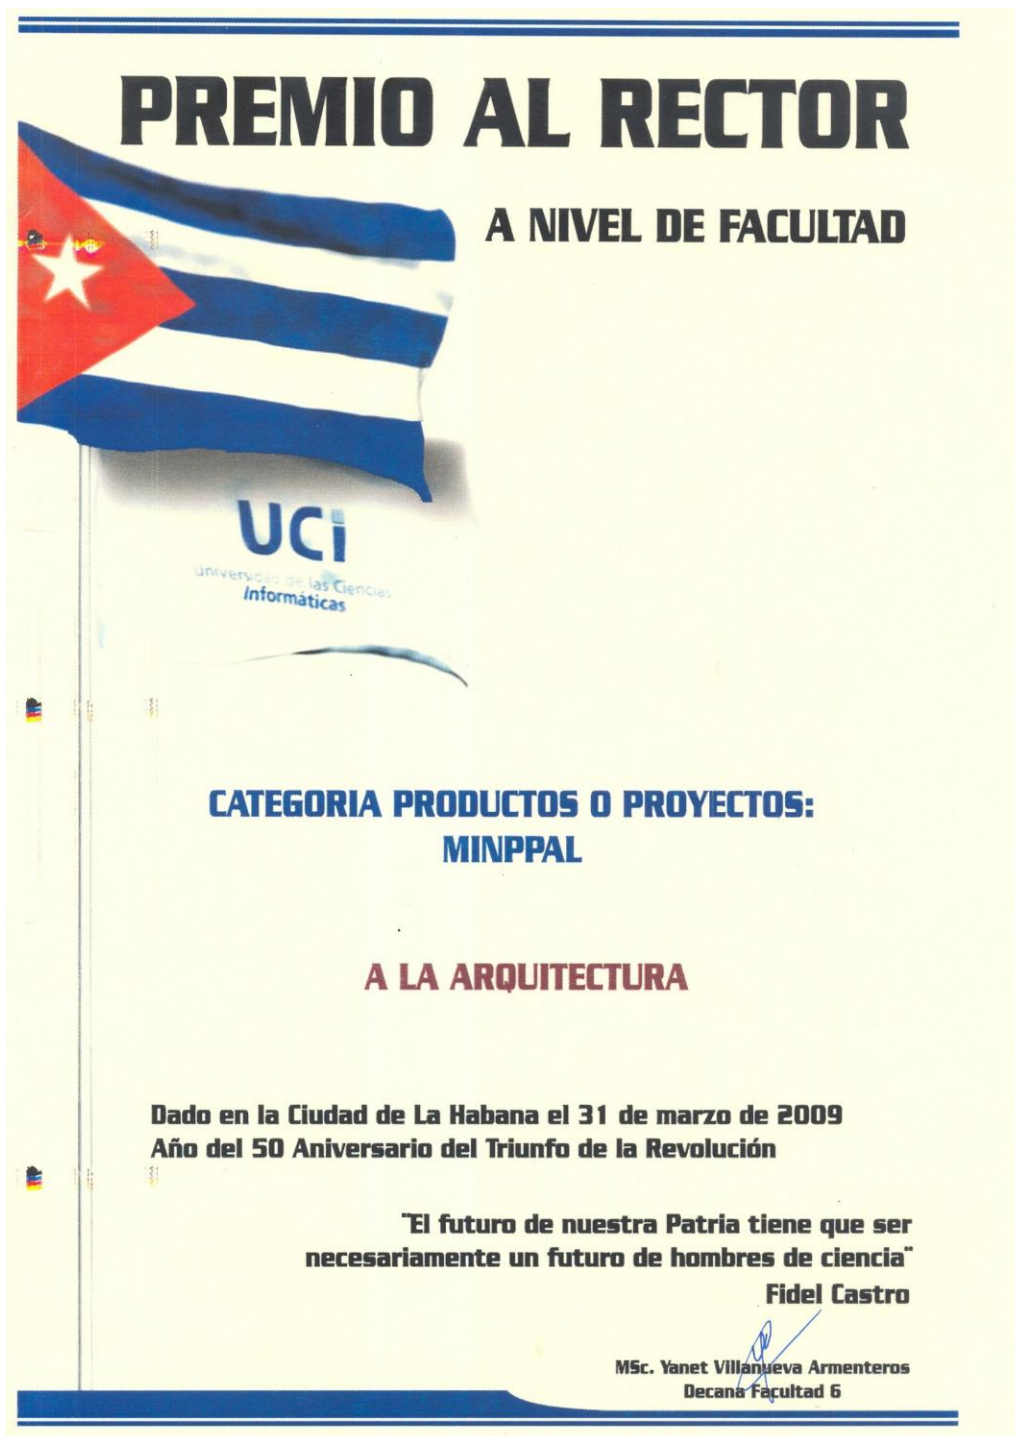 PREMIO AL RECTOR
A NIVEL DE FACULTAD
UCi
Universidad de las Ciencias
Informáticas
CATEGORIA PRODUCTOS O PROYECTOS:
MINPPAL
A LA ARQUITECTURA
Dado en la Ciudad de La Habana el 31 de marzo de 2009
Año del 50 Aniversario del Triunfo de la Revolución
¨El futuro de nuestra Patria tiene que ser
necesariamente un futuro de hombres de ciencia¨
Fidel Castro
MSc. Yanet Villanueva Armenteros
Decana Facultad 6